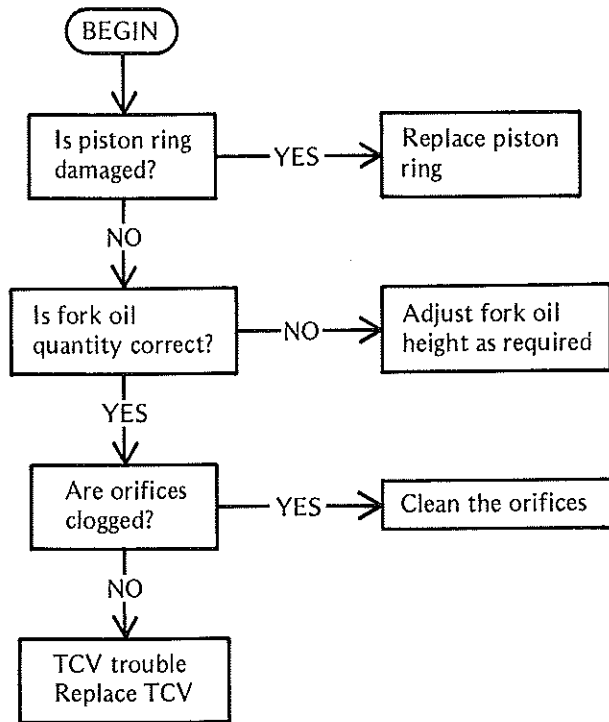 BEGIN
Is piston ring
damaged?
YES
Replace piston
ring
NO
Is fork oil
quantity correct?
NO
Adjust fork oil
height as required
YES
Are orifices
clogged?
YES
Clean the orifices
NO
TCV trouble
Replace TCV